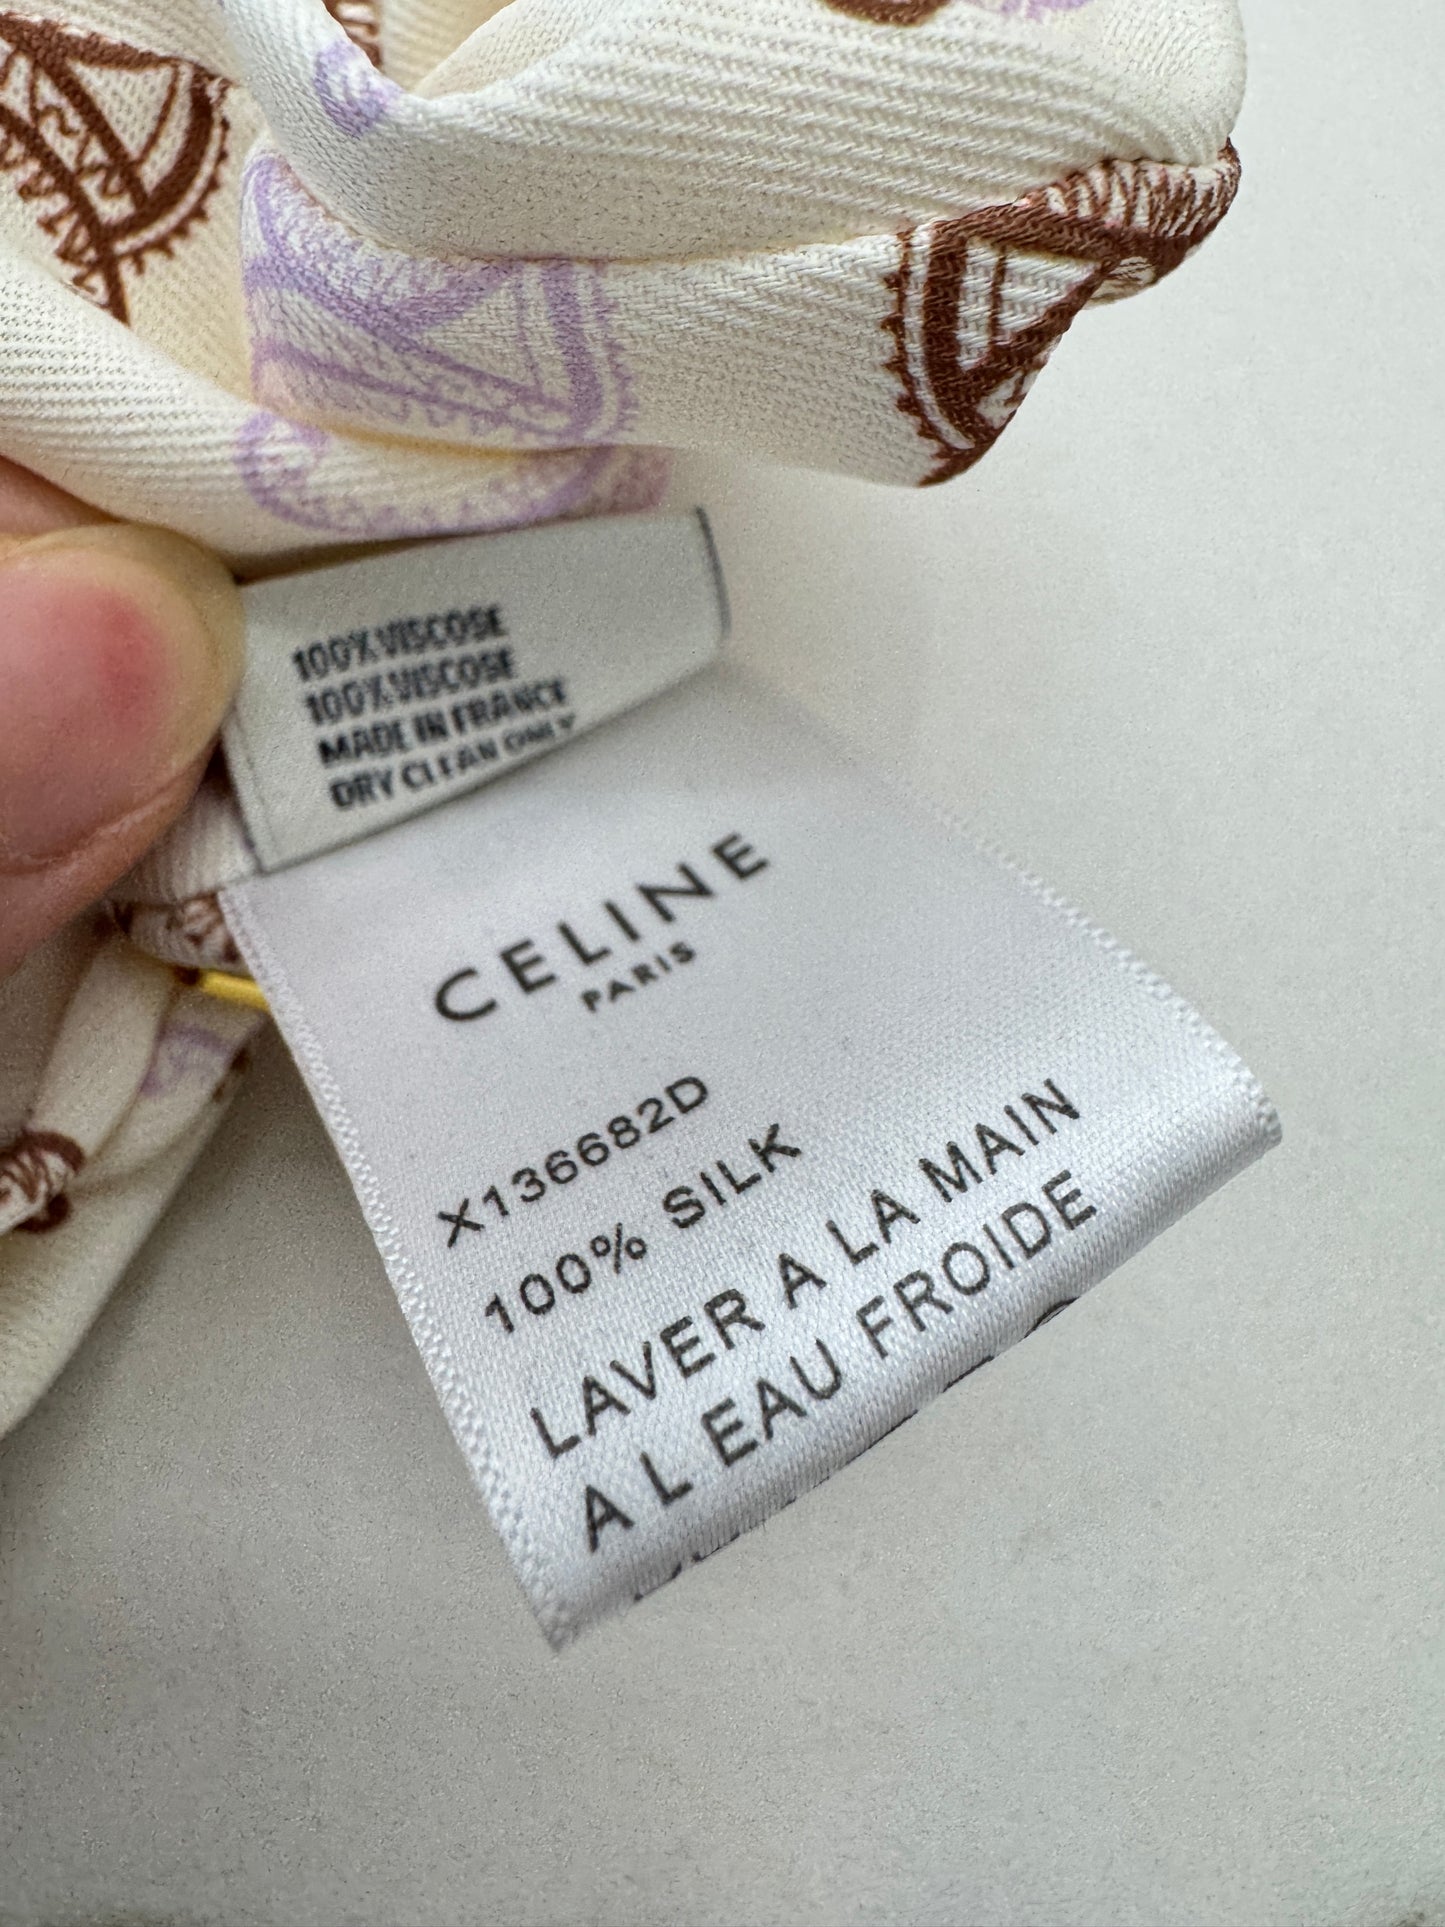 100% VISCOSE
100% VISCOSE
MADE IN FRANCE
DRY CLEAN ONLY
CELINE
PARIS
X136682D
100% SILK
LAVER A LA MAIN
A L EAU FROIDE